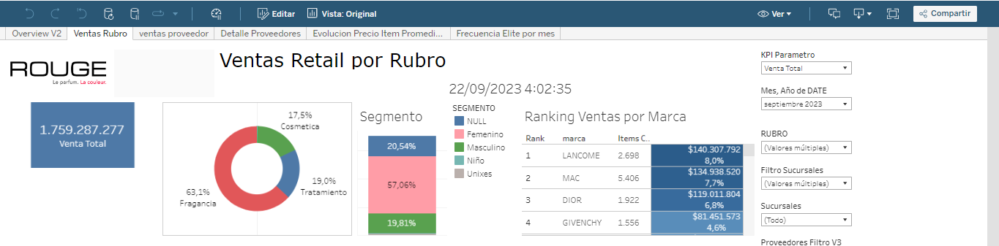 Editar
Vista: Original
Ver
Compartir
Overview V2
Ventas Rubro
ventas proveedor
Detalle Proveedores
Evolucion Precio Item Promedi...
Frecuencia Elite por mes
ROUGE
Le parfum. La couleur.
Ventas Retail por Rubro
22/09/2023 4:02:35
1.759.287.277
Venta Total
17,5%
Cosmetica
19,0%
Tratamiento
63,1%
Fragancia
Segmento
20,54%
57,06%
19,81%
SEGMENTO
NULL
Femenino
Masculino
Niño
Unixes
Ranking Ventas por Marca
Rank marca Items C..
1 LANCOME 2.698 $140.307.792
8,0%
2 MAC 5.406 $134.938.520
7,7%
3 DIOR 1.922 $119.011.804
6,8%
4 GIVENCHY 1.556 $81.451.573
4,6%
KPI Parametro
Venta Total
Mes, Año de DATE
septiembre 2023
RUBRO
(Valores múltiples)
Filtro Sucursales
(Valores múltiples)
Sucursales
(Todo)
Proveedores Filtro V3